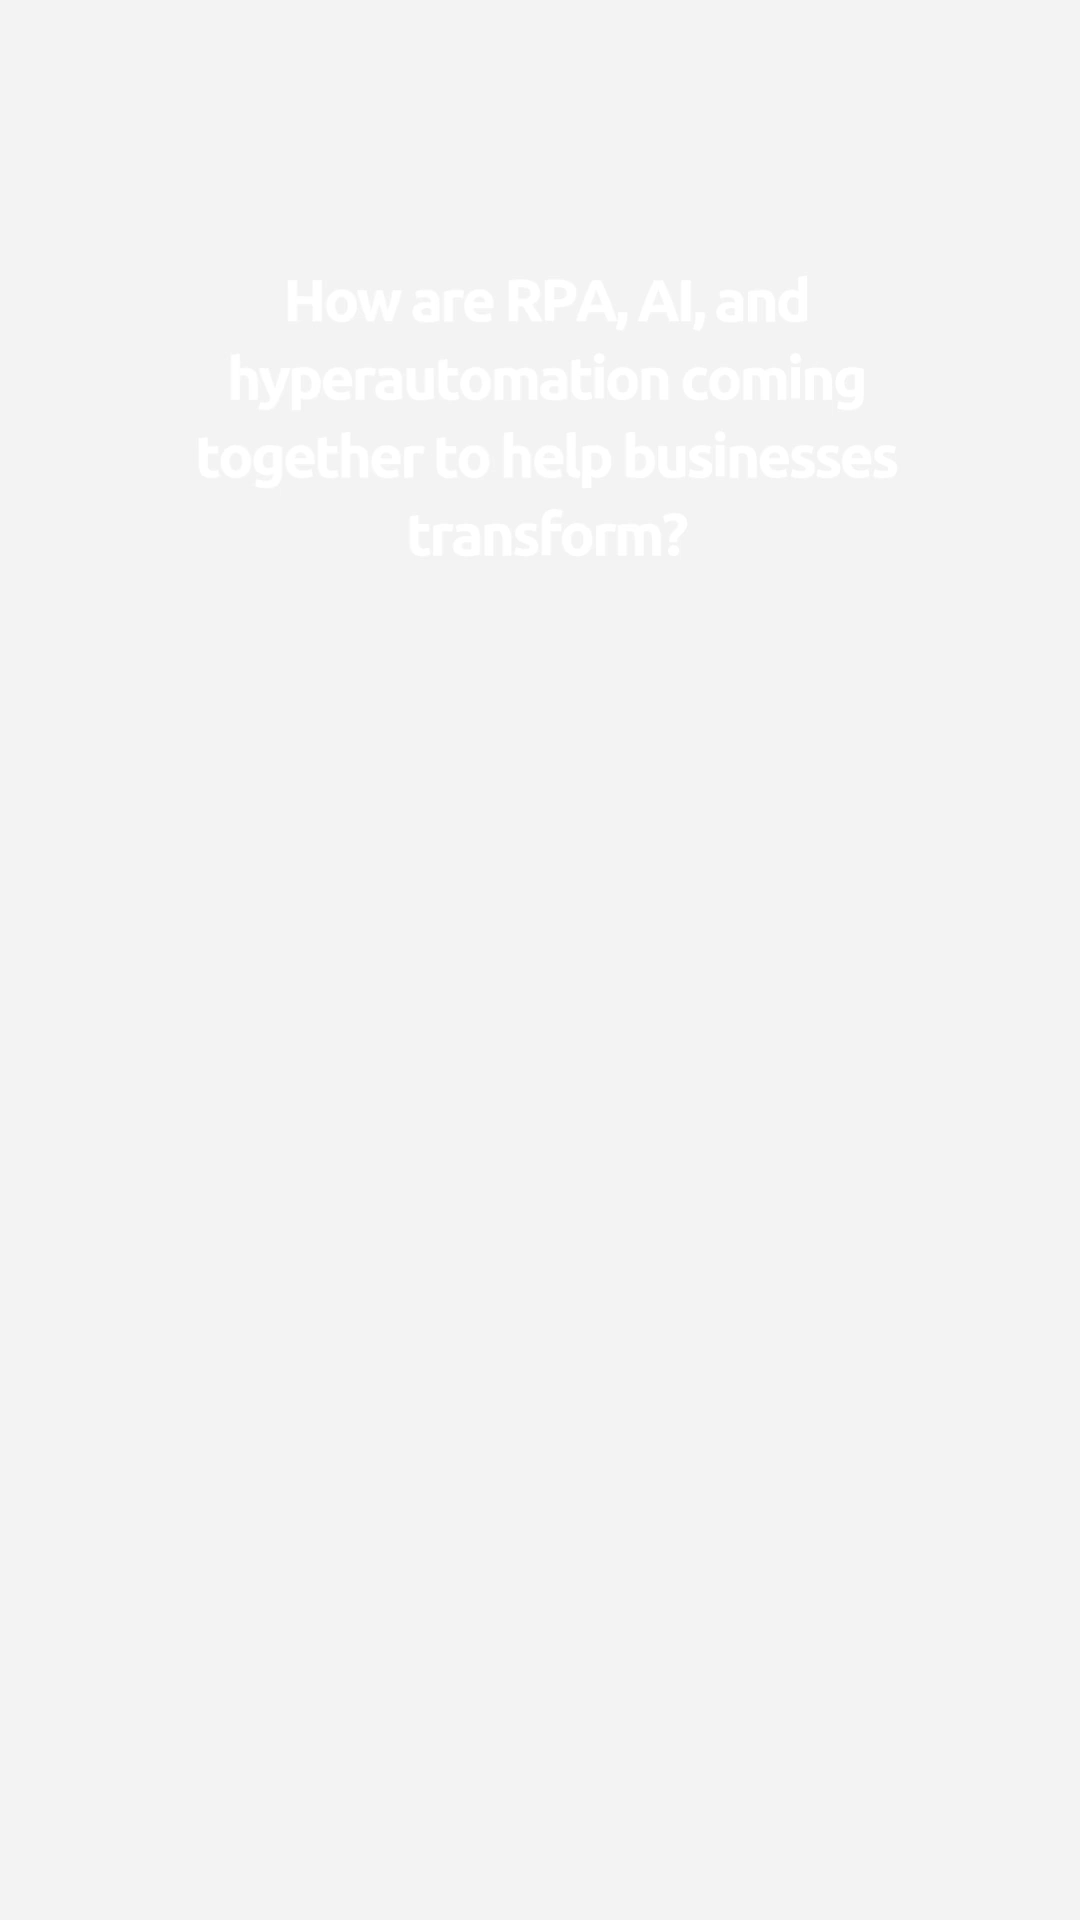 How are RPA, AI, and
hyperautomation coming
together to help businesses
transform?